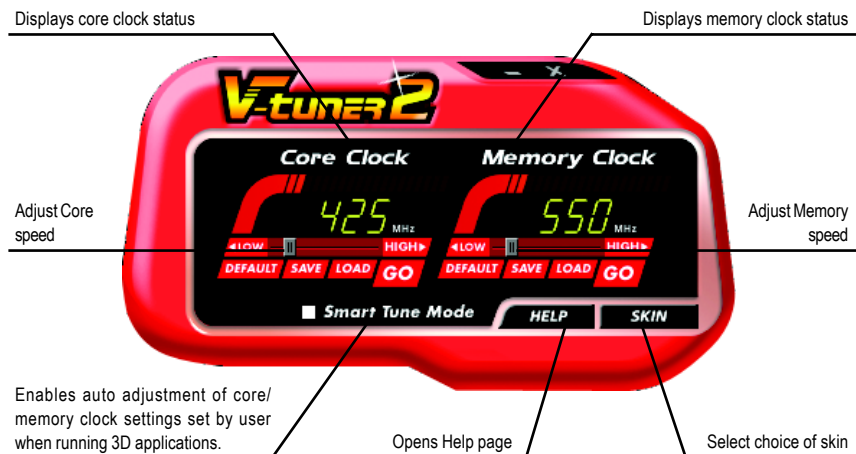 Displays core clock status
Displays memory clock status
V-tuner 2
Core Clock
Memory Clock
425 MHz
550 MHz
Adjust Core
speed
Adjust Memory
speed
LOW
HIGH
LOW
HIGH
DEFAULT SAVE LOAD GO
DEFAULT SAVE LOAD GO
Smart Tune Mode
HELP
SKIN
Enables auto adjustment of core/
memory clock settings set by user
when running 3D applications.
Opens Help page
Select choice of skin